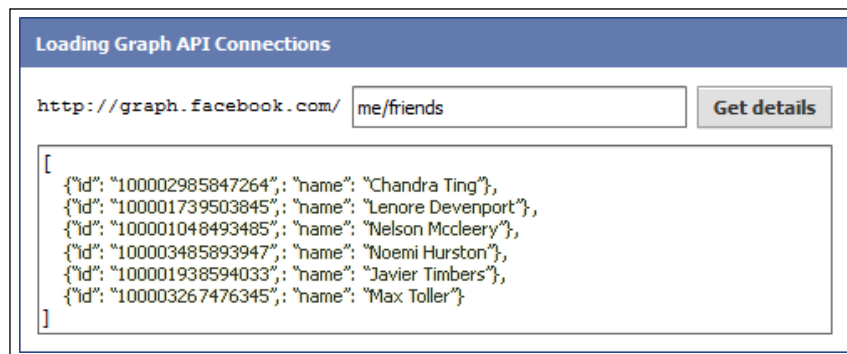 Loading Graph API Connections
http://graph.facebook.com/ me/friends Get details
[
{"id": "100002985847264",: "name": "Chandra Ting"},
{"id": "100001739503845",: "name": "Lenore Devenport"},
{"id": "100001048493485",: "name": "Nelson Mccleery"},
{"id": "100003485893947",: "name": "Noemi Hurston"},
{"id": "100001938594033",: "name": "Javier Timbers"},
{"id": "100003267476345",: "name": "Max Toller"}
]